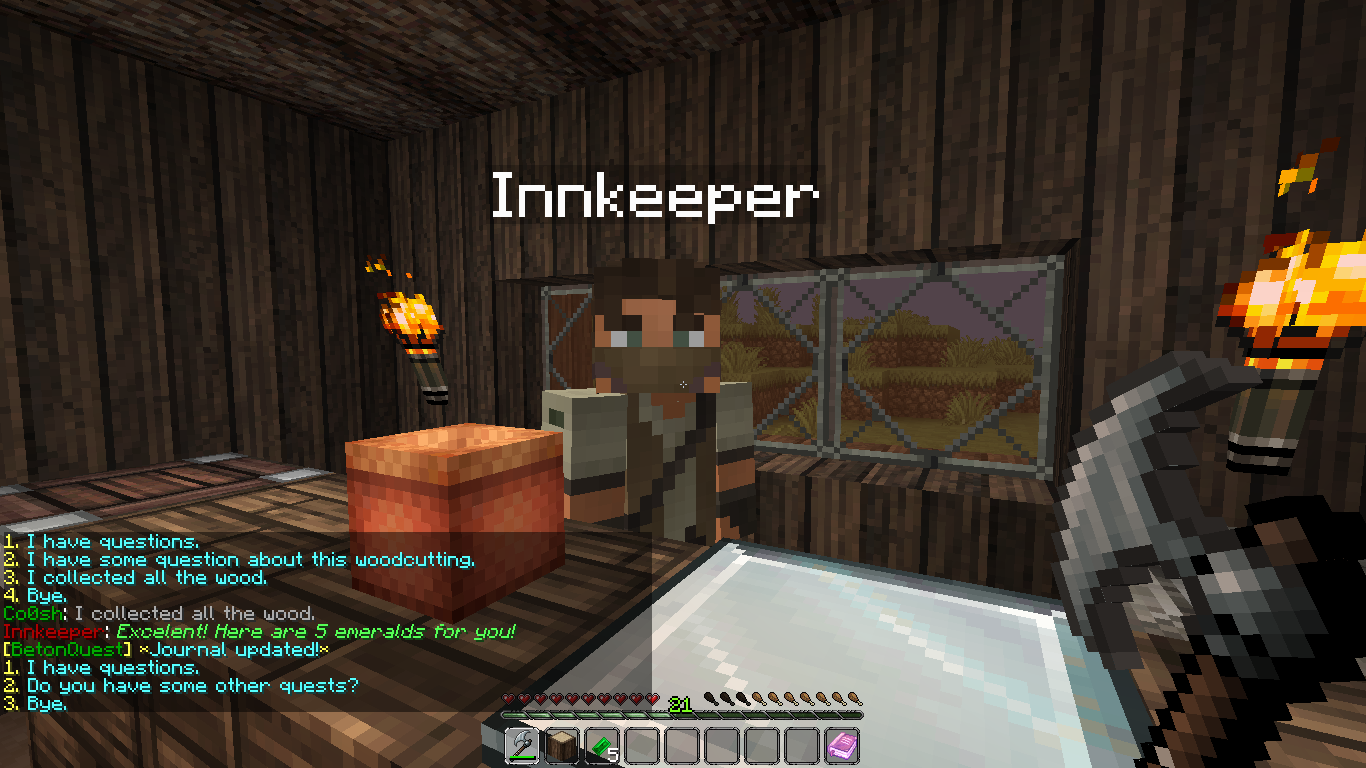 Innkeeper
1. I have questions.
2. I have some question about this woodcutting.
3. I collected all the wood.
4. Bye.
Co0sh: I collected all the wood.
Innkeeper: Excelent! Here are 5 emeralds for you!
[BetonQuest] *Journal updated!*
1. I have questions.
2. Do you have some other quests?
3. Bye.
31
5